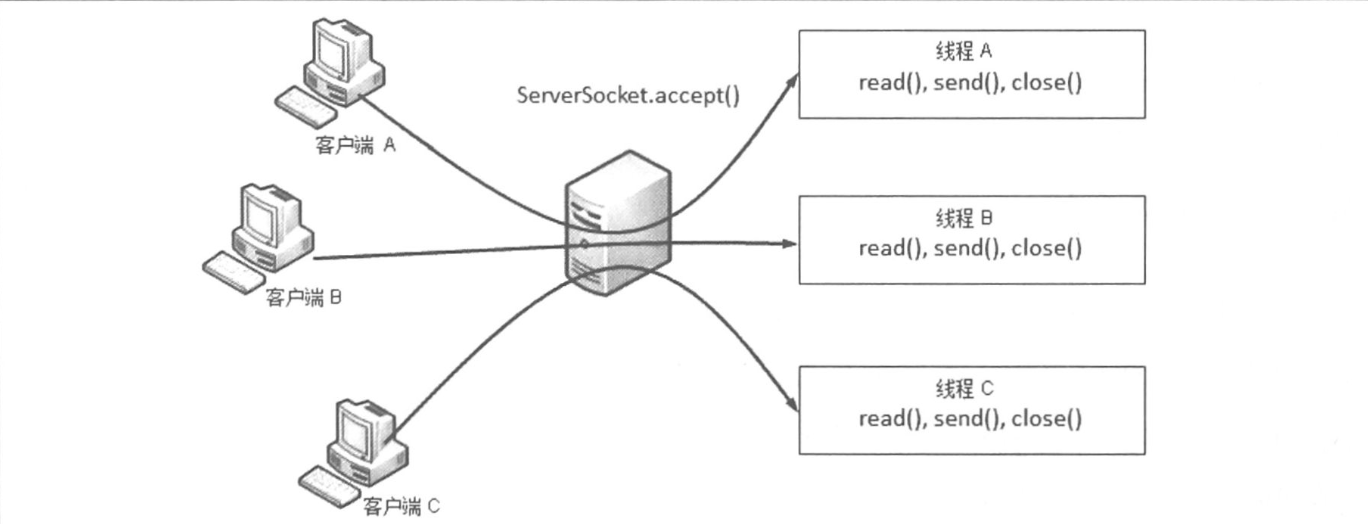 线程 A
read(), send(), close()
ServerSocket.accept()
客户端 A
线程 B
read(), send(), close()
客户端 B
线程 C
read(), send(), close()
客户端 C